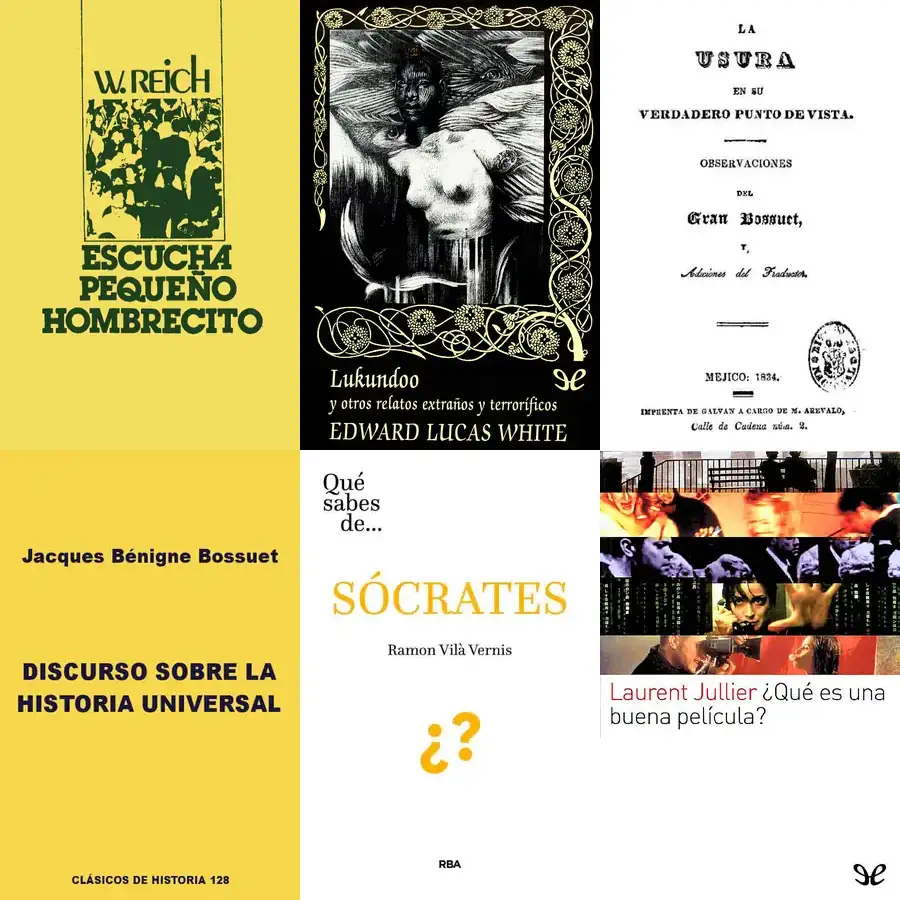 W. REICH
ESCUCHA
PEQUEÑO
HOMBRECITO
Lukundoo
y otros relatos extraños y terroríficos
EDWARD LUCAS WHITE
LA
USURA
EN SU
VERDADERO PUNTO DE VISTA.
OBSERVACIONES
DEL
Gran Bossuet,
Y,
Adiciones del Traductor.
MEJICO: 1834.
IMPRENTA DE GALVAN A CARGO DE M. AREVALO,
Calle de Cadena núm. 2.
Jacques Bénigne Bossuet
DISCURSO SOBRE LA
HISTORIA UNIVERSAL
CLÁSICOS DE HISTORIA 128
Qué
sabes
de...
SÓCRATES
Ramon Vilà Vernis
¿?
RBA
Laurent Jullier ¿Qué es una
buena película?